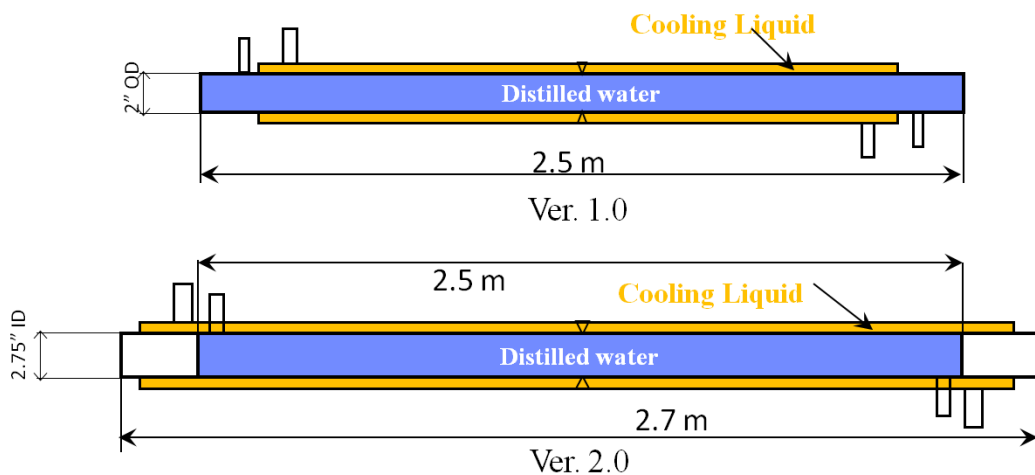 Cooling Liquid
2” OD
Distilled water
2.5 m
Ver. 1.0
2.5 m
Cooling Liquid
2.75” ID
Distilled water
2.7 m
Ver. 2.0